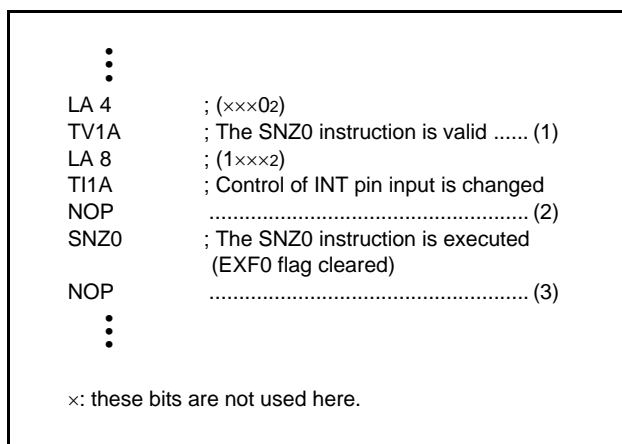 LA 4 ; (×××0₂)
TV1A ; The SNZ0 instruction is valid ...... (1)
LA 8 ; (1×××₂)
TI1A ; Control of INT pin input is changed
NOP ...................................................... (2)
SNZ0 ; The SNZ0 instruction is executed
(EXF0 flag cleared)
NOP ...................................................... (3)
×: these bits are not used here.